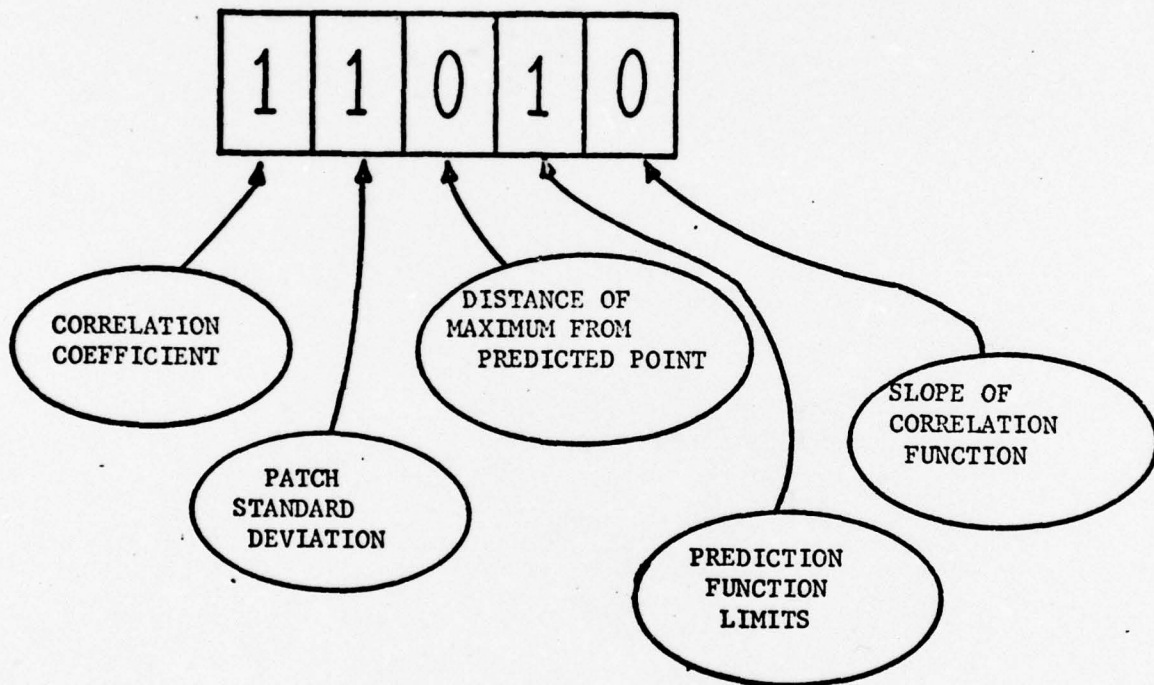 1 1 0 1 0
CORRELATION
COEFFICIENT
DISTANCE OF
MAXIMUM FROM
PREDICTED POINT
SLOPE OF
CORRELATION
FUNCTION
PATCH
STANDARD
DEVIATION
PREDICTION
FUNCTION
LIMITS